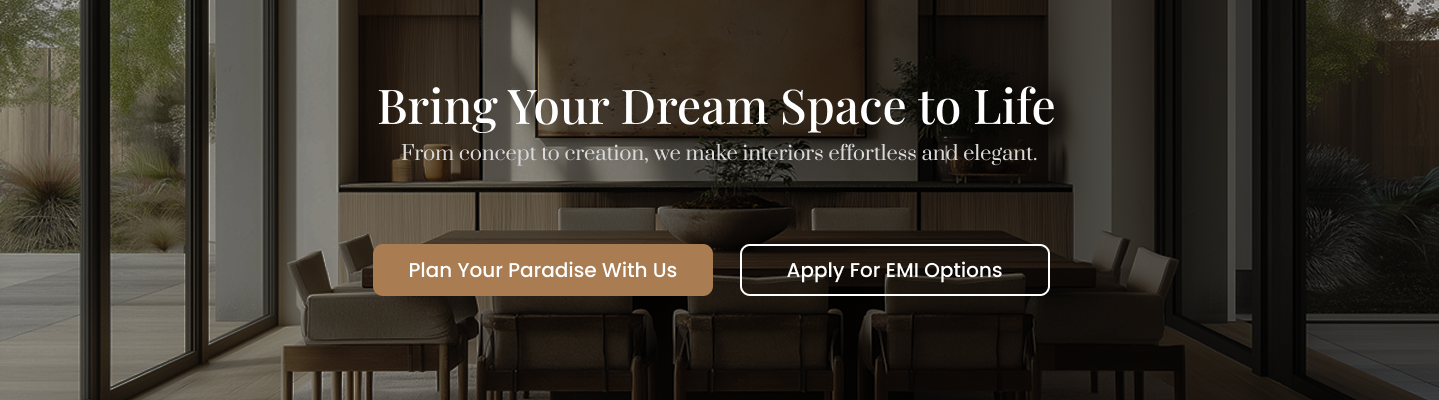 Bring Your Dream Space to Life
From concept to creation, we make interiors effortless and elegant.
Plan Your Paradise With Us
Apply For EMI Options